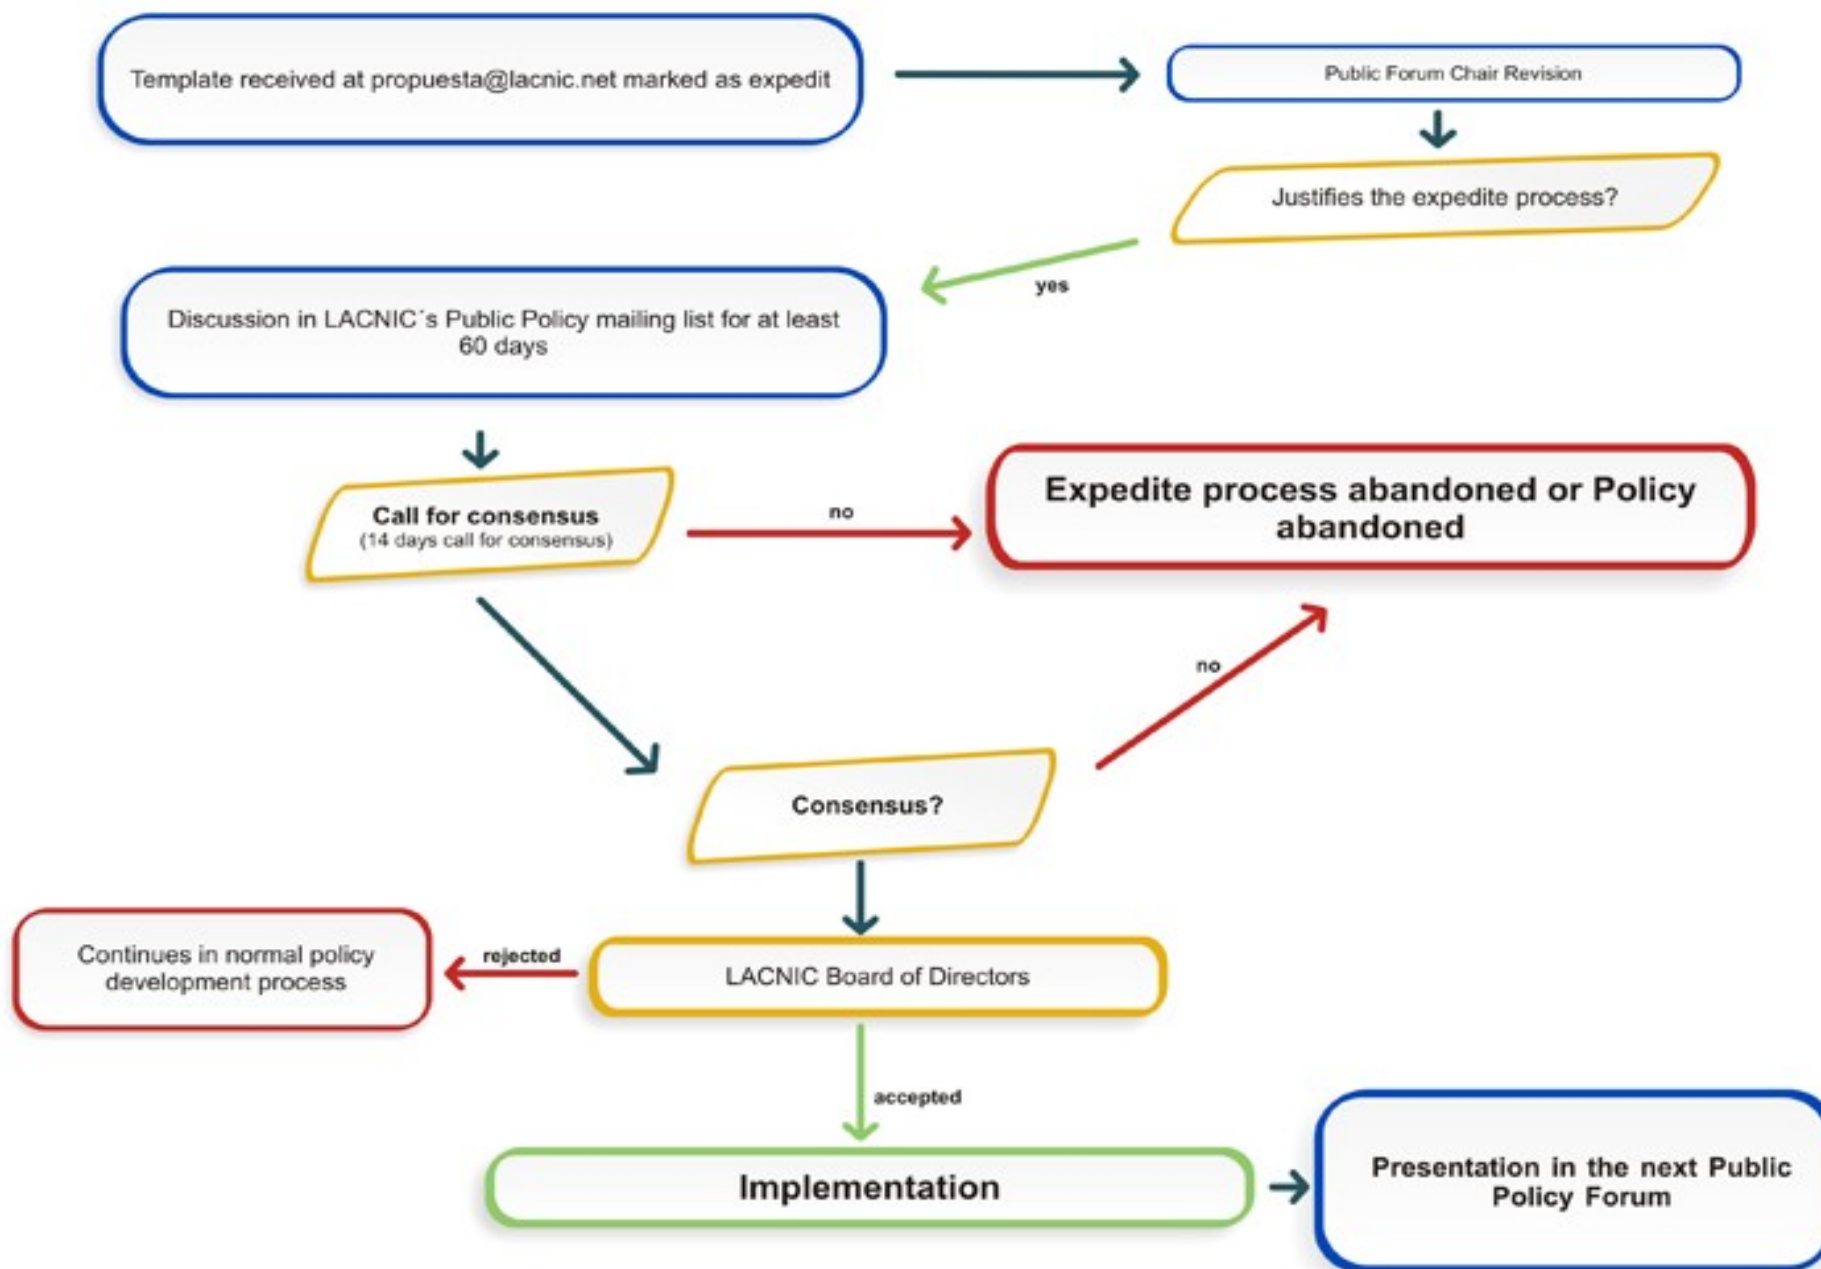 Template received at propuesta@lacnic.net marked as expedit
Public Forum Chair Revision
Justifies the expedite process?
yes
Discussion in LACNIC´s Public Policy mailing list for at least
60 days
Call for consensus
(14 days call for consensus)
no
Expedite process abandoned or Policy
abandoned
no
Consensus?
Continues in normal policy
development process
rejected
LACNIC Board of Directors
accepted
Implementation
Presentation in the next Public
Policy Forum